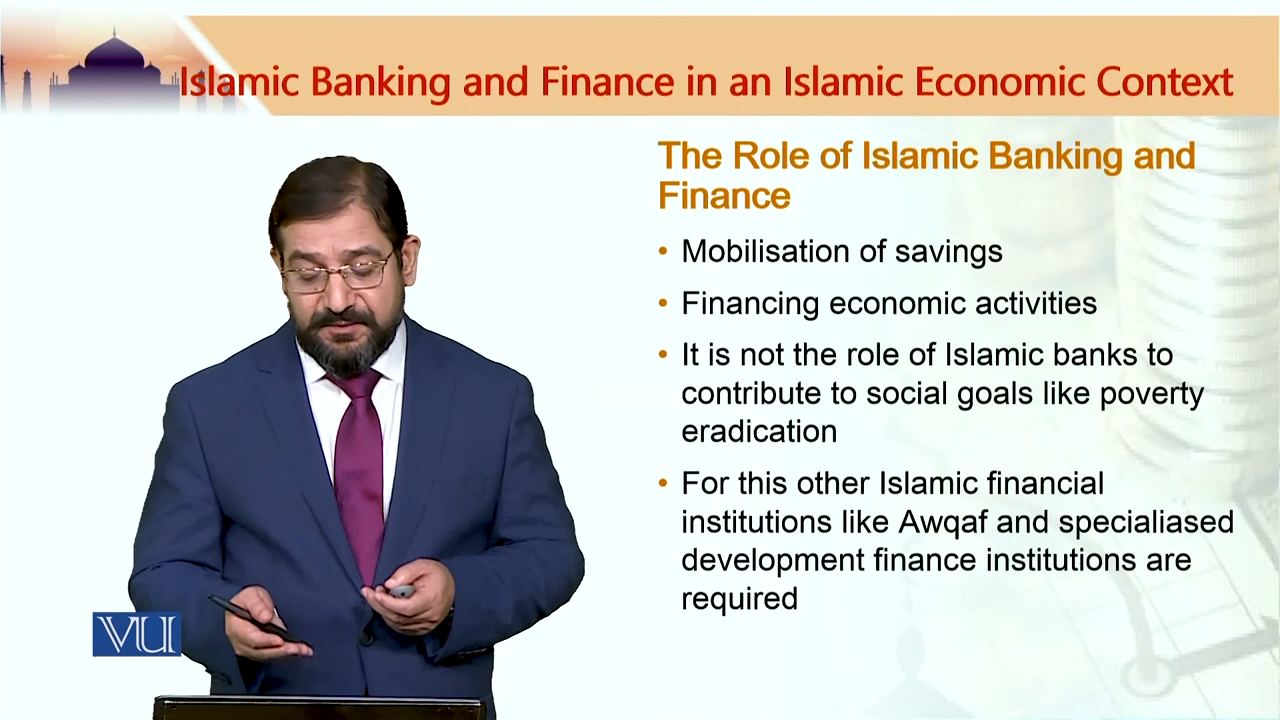 Islamic Banking and Finance in an Islamic Economic Context
The Role of Islamic Banking and
Finance
• Mobilisation of savings
• Financing economic activities
• It is not the role of Islamic banks to
contribute to social goals like poverty
eradication
• For this other Islamic financial
institutions like Awqaf and specialiased
development finance institutions are
required
VU